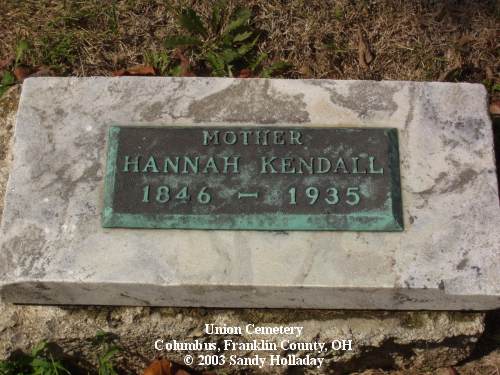 MOTHER
HANNAH KENDALL
1846 – 1935
Union Cemetery
Columbus, Franklin County, OH
© 2003 Sandy Holladay